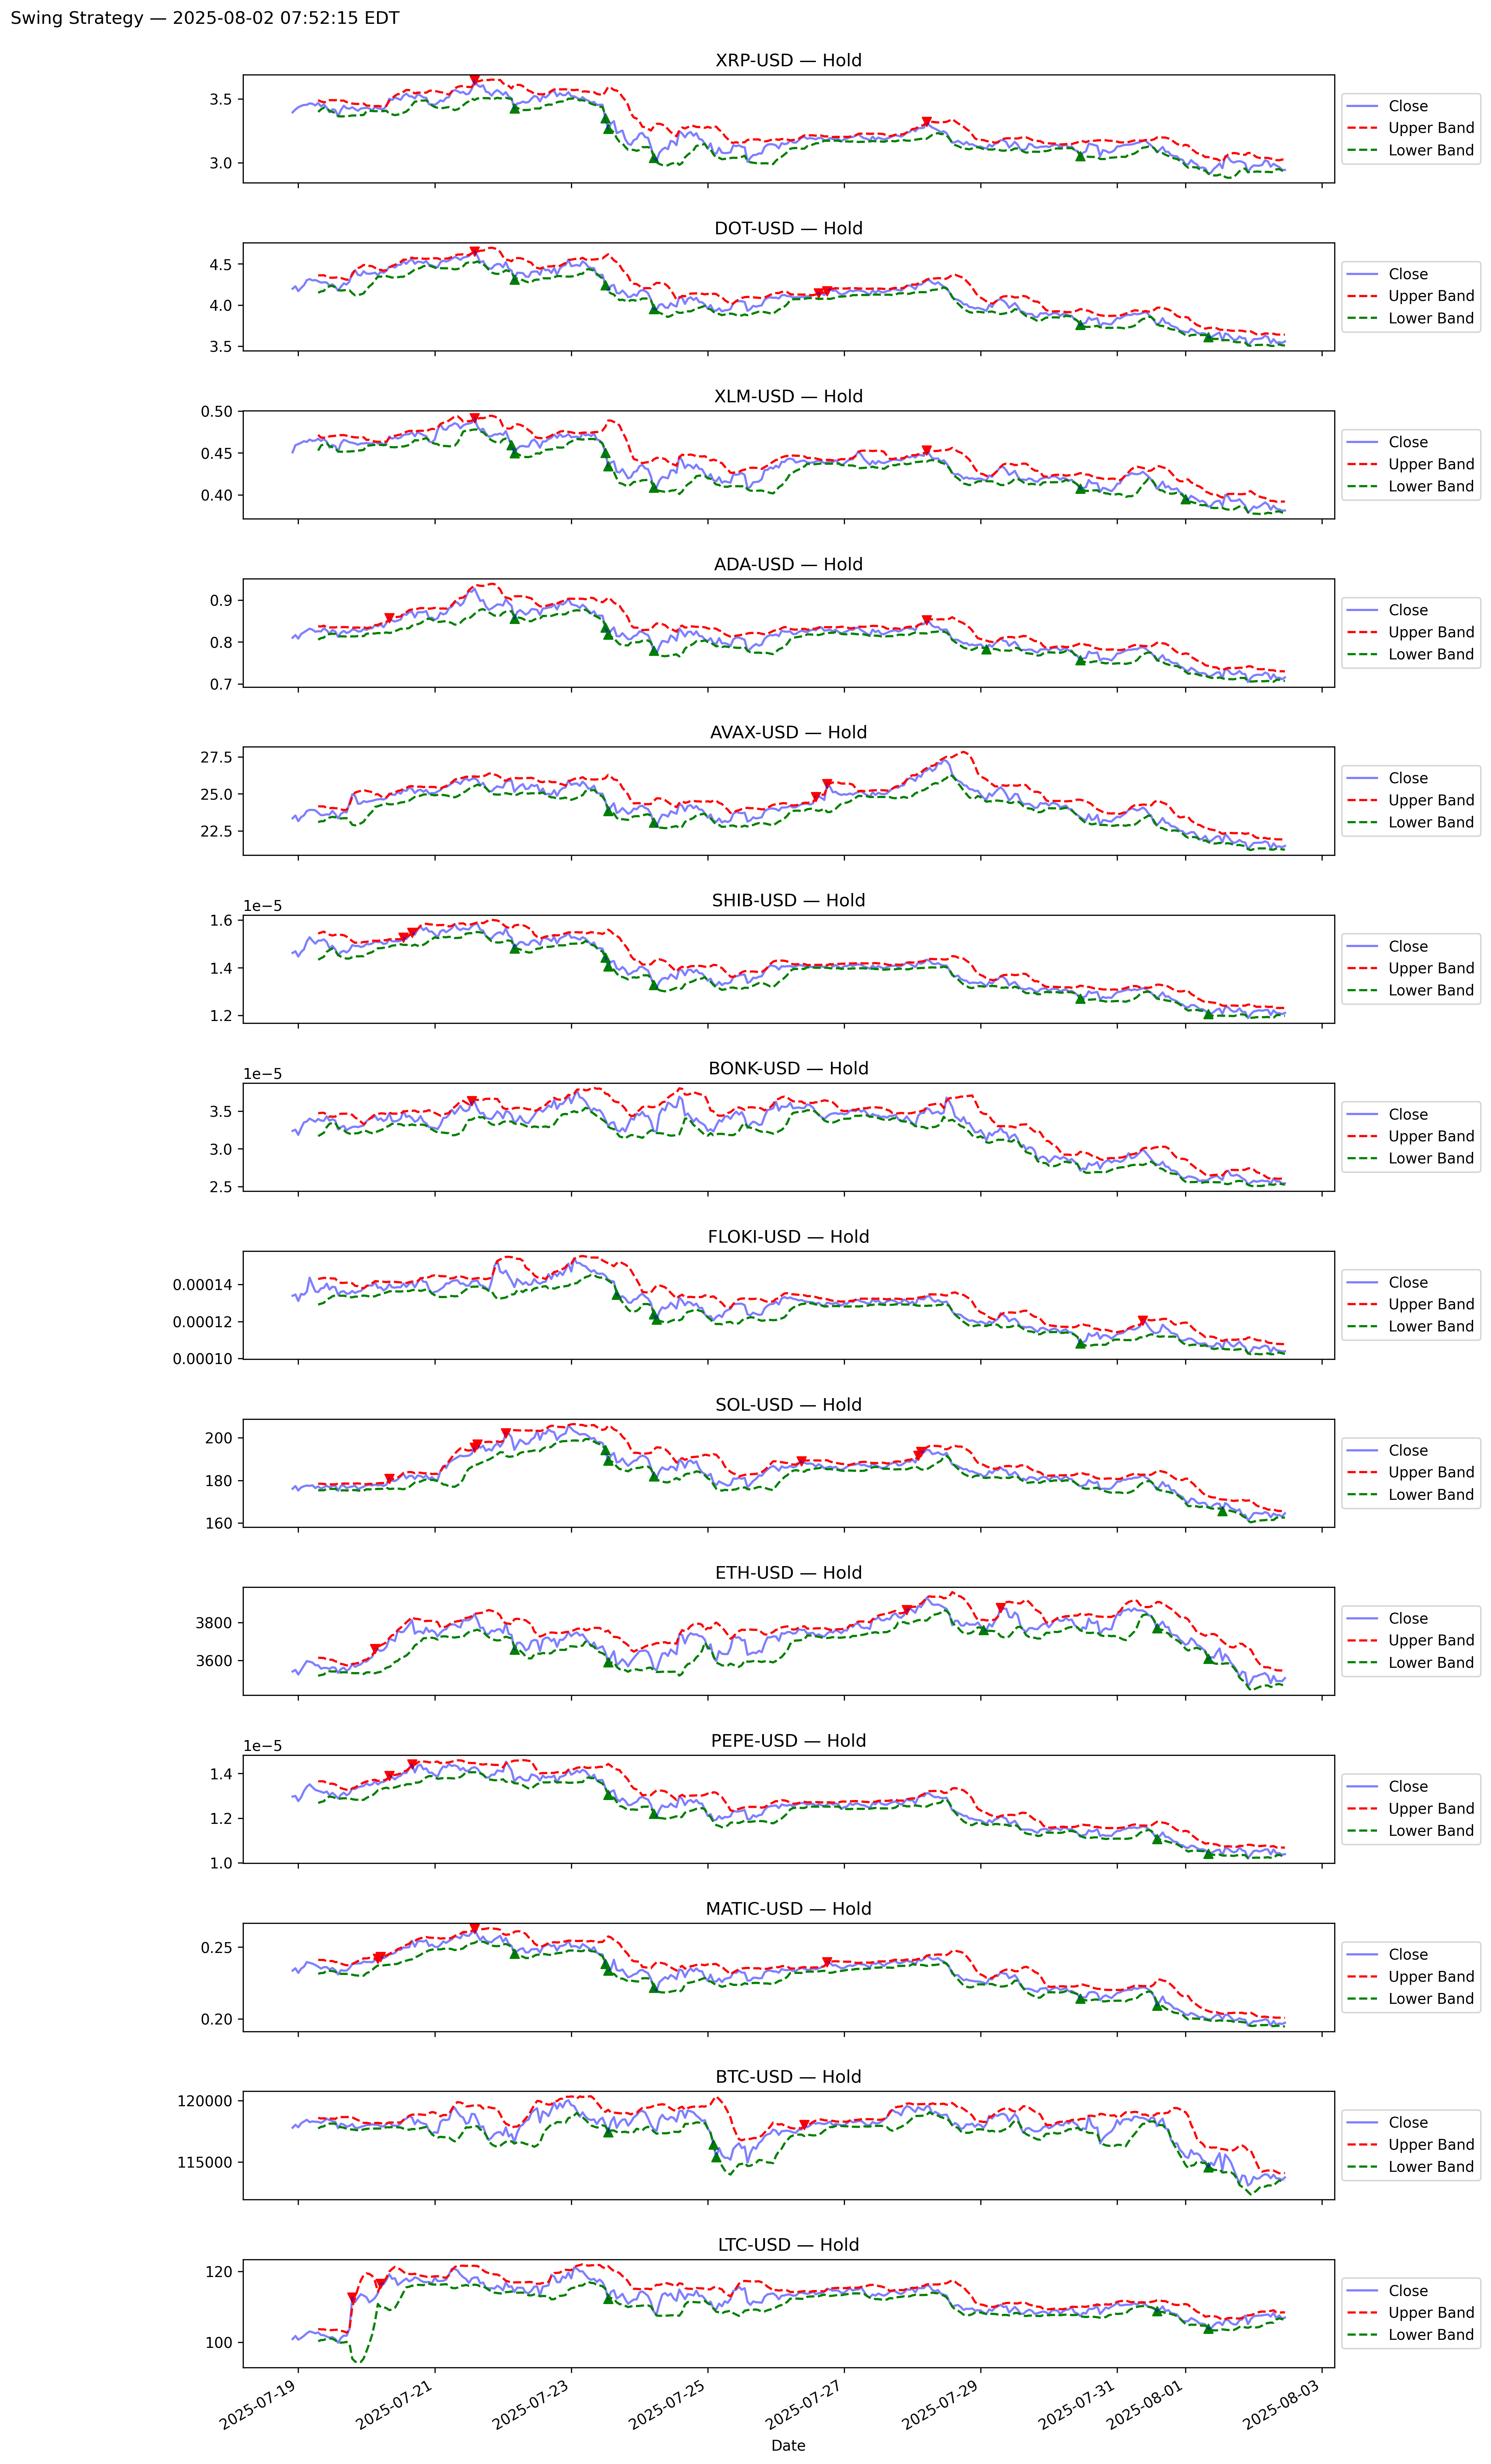 Swing Strategy — 2025-08-02 07:52:15 EDT
XRP-USD — Hold
3.5
3.0
Close
Upper Band
Lower Band
DOT-USD — Hold
4.5
4.0
3.5
Close
Upper Band
Lower Band
XLM-USD — Hold
0.50
0.45
0.40
Close
Upper Band
Lower Band
ADA-USD — Hold
0.9
0.8
0.7
Close
Upper Band
Lower Band
AVAX-USD — Hold
27.5
25.0
22.5
Close
Upper Band
Lower Band
SHIB-USD — Hold
1e−5
1.6
1.4
1.2
Close
Upper Band
Lower Band
BONK-USD — Hold
1e−5
3.5
3.0
2.5
Close
Upper Band
Lower Band
FLOKI-USD — Hold
0.00014
0.00012
0.00010
Close
Upper Band
Lower Band
SOL-USD — Hold
200
180
160
Close
Upper Band
Lower Band
ETH-USD — Hold
3800
3600
Close
Upper Band
Lower Band
PEPE-USD — Hold
1e−5
1.4
1.2
1.0
Close
Upper Band
Lower Band
MATIC-USD — Hold
0.25
0.20
Close
Upper Band
Lower Band
BTC-USD — Hold
120000
115000
Close
Upper Band
Lower Band
LTC-USD — Hold
120
100
Close
Upper Band
Lower Band
2025-07-19
2025-07-21
2025-07-23
2025-07-25
2025-07-27
2025-07-29
2025-07-31
2025-08-01
2025-08-03
Date